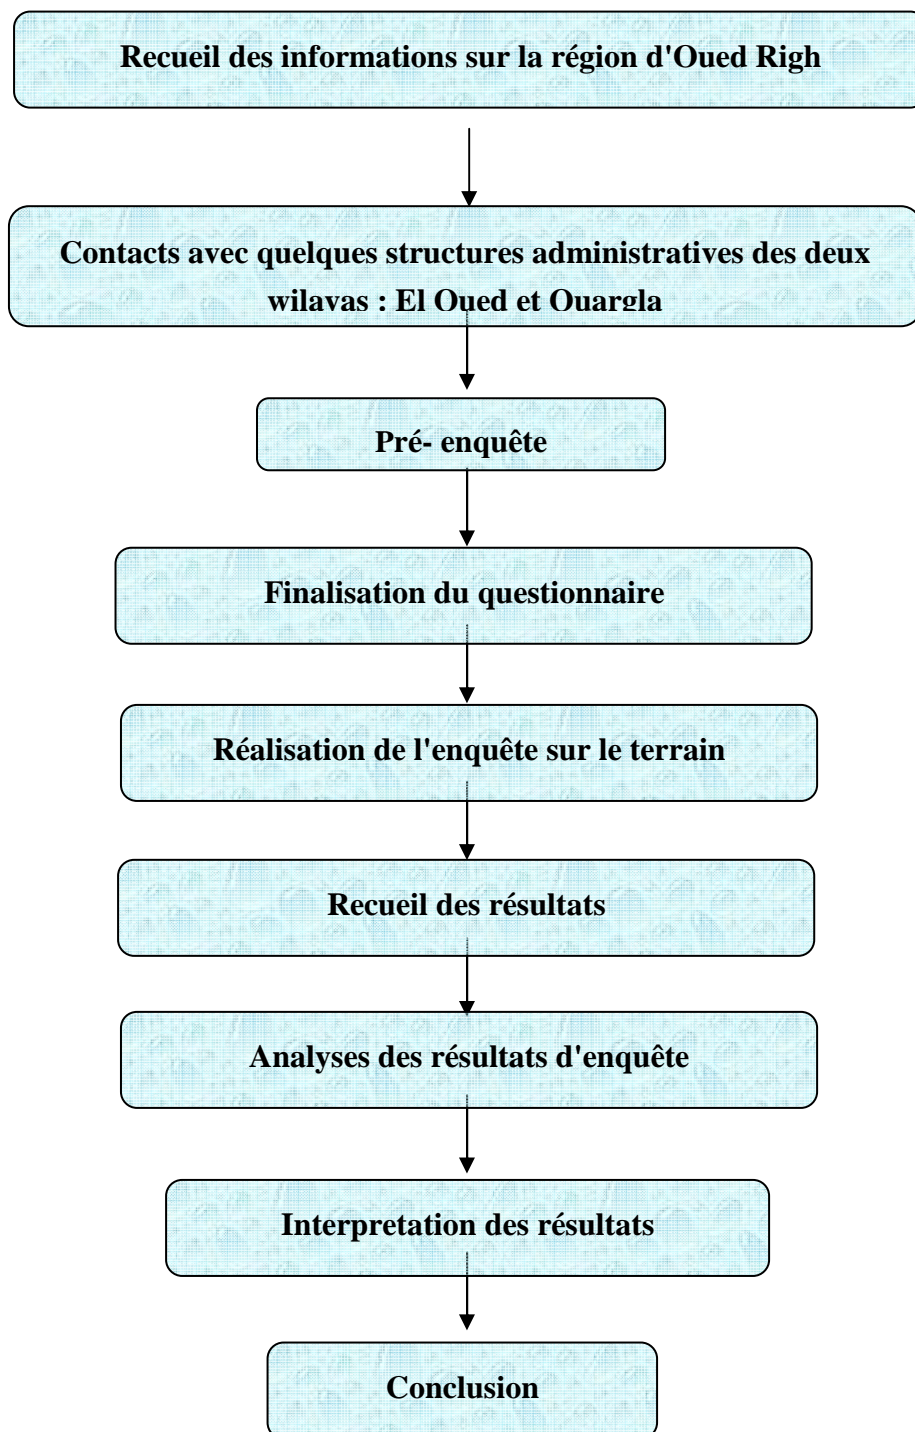 Recueil des informations sur la région d'Oued Righ
Contacts avec quelques structures administratives des deux
wilayas : El Oued et Ouargla
Pré- enquête
Finalisation du questionnaire
Réalisation de l'enquête sur le terrain
Recueil des résultats
Analyses des résultats d'enquête
Interpretation des résultats
Conclusion